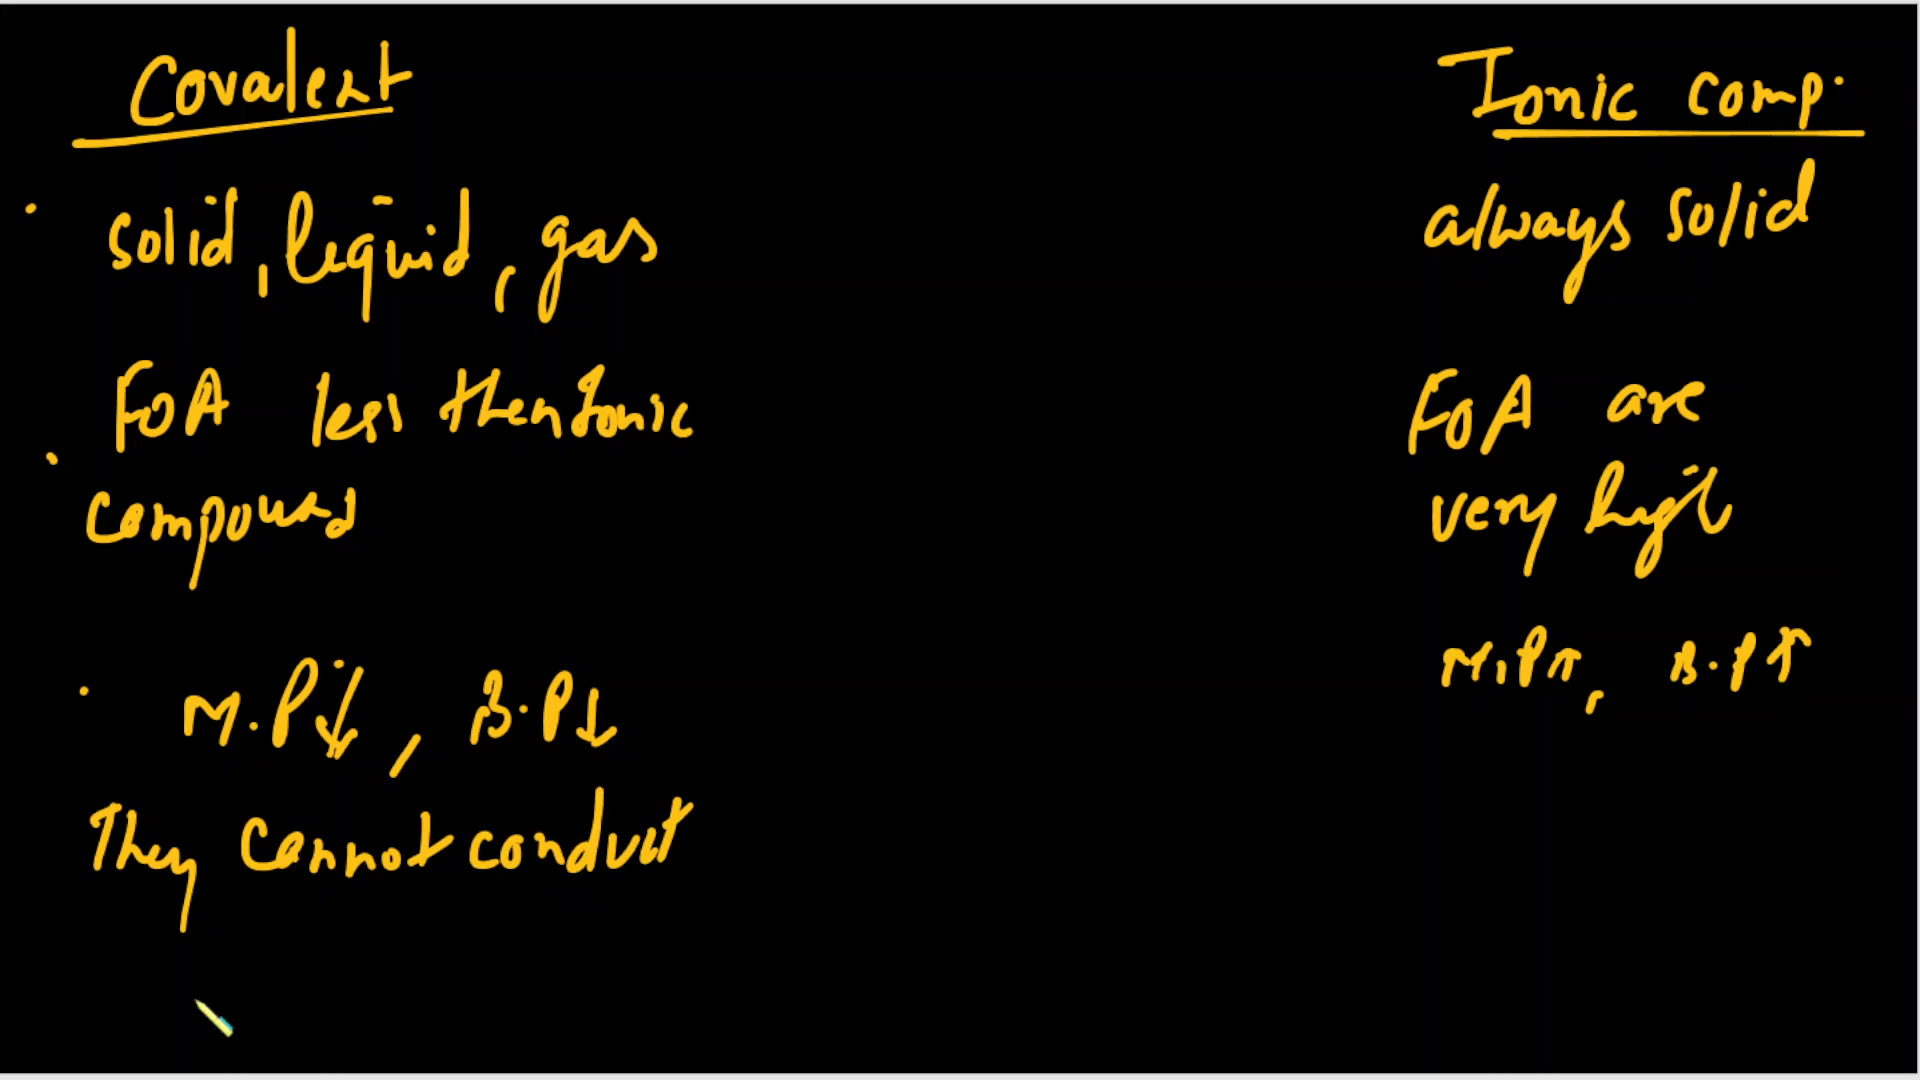 Covalent
solid, liquid, gas
FOA less then Ionic
compound
M.P↓, B.P↓
They cannot conduct
Ionic comp.
always solid
FOA are
very high
M.P↑, B.P↑